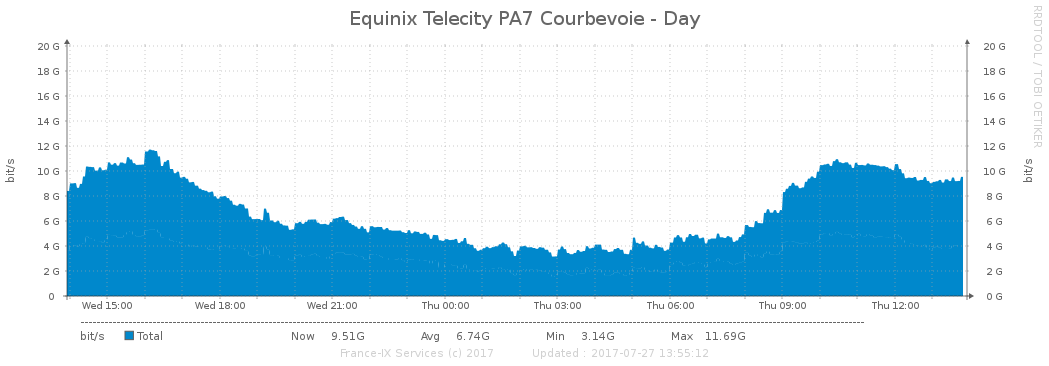 Equinix Telecity PA7 Courbevoie - Day
RRDTOOL / TOBI OETIKER
bit/s
20 G 20 G
18 G 18 G
16 G 16 G
14 G 14 G
12 G 12 G
10 G 10 G
8 G 8 G
6 G 6 G
4 G 4 G
2 G 2 G
0 0 G
bit/s
Wed 15:00 Wed 18:00 Wed 21:00 Thu 00:00 Thu 03:00 Thu 06:00 Thu 09:00 Thu 12:00
bit/s Total Now 9.51G Avg 6.74G Min 3.14G Max 11.69G
France-IX Services (c) 2017 Updated : 2017-07-27 13:55:12